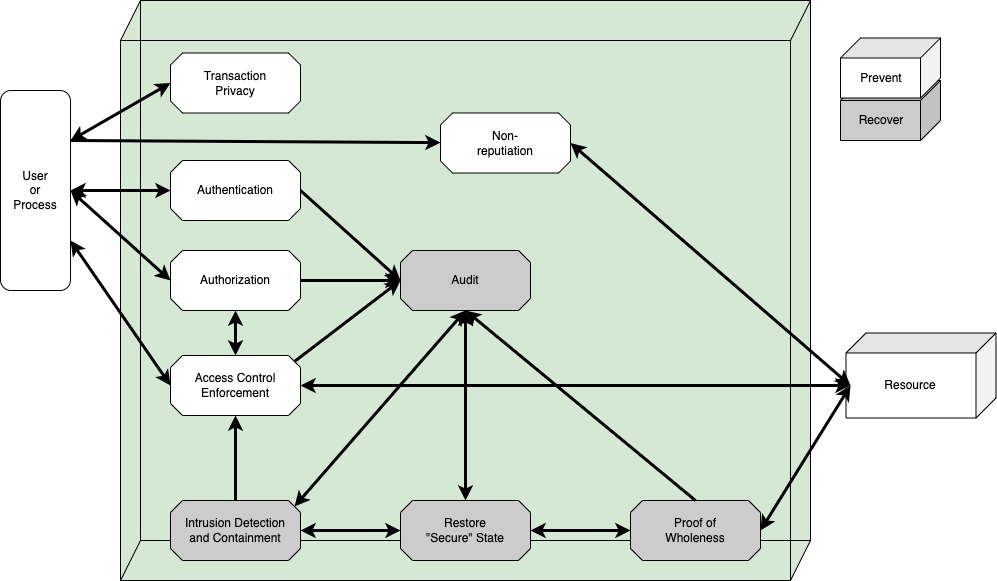 Transaction
Privacy
Prevent
Recover
Non-
reputiation
User
or
Process
Authentication
Authorization
Audit
Access Control
Enforcement
Resource
Intrusion Detection
and Containment
Restore
"Secure" State
Proof of
Wholeness